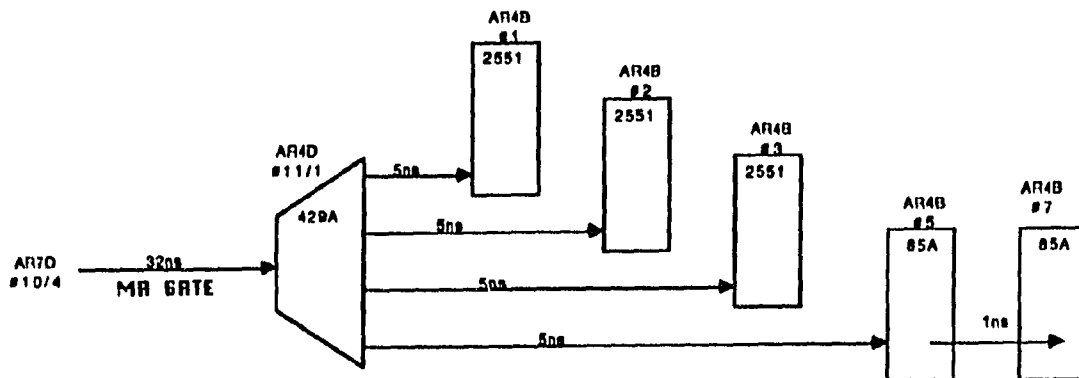 AR4B
#1
2551
AR4B
#2
2551
AR4B
#3
2551
AR4D
#11/1
429A
5ns
5ns
5ns
5ns
AR7D
#10/4
32ns
MR GATE
AR4B
#5
85A
1ns
AR4B
#7
85A